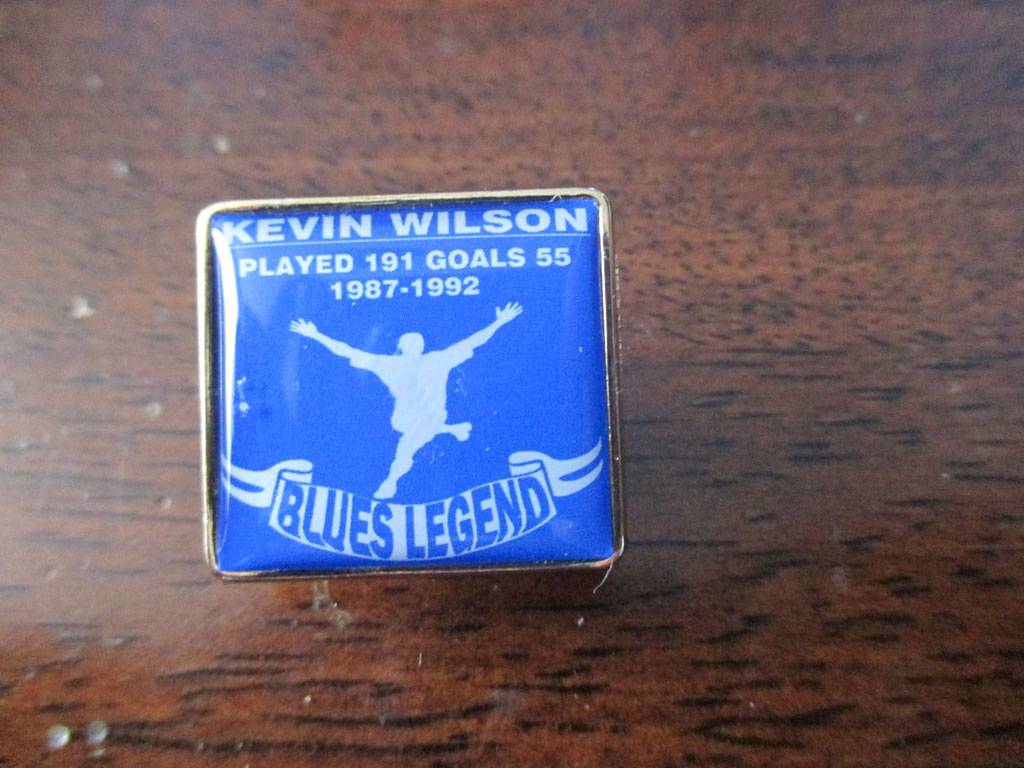 KEVIN WILSON
PLAYED 191 GOALS 55
1987-1992
BLUES LEGEND